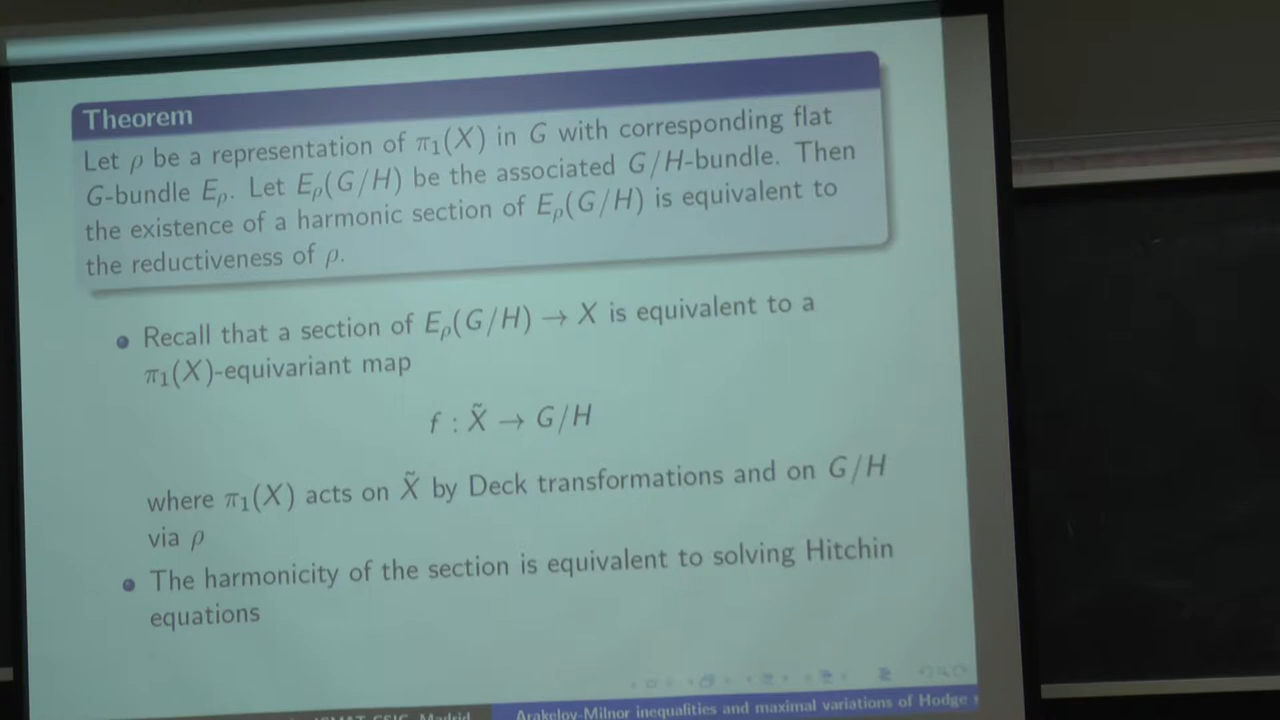 Theorem
Let ρ be a representation of π₁(X) in G with corresponding flat
G-bundle Eρ. Let Eρ(G/H) be the associated G/H-bundle. Then
the existence of a harmonic section of Eρ(G/H) is equivalent to
the reductiveness of ρ.
Recall that a section of Eρ(G/H) → X is equivalent to a
π₁(X)-equivariant map
f : X̃ → G/H
where π₁(X) acts on X̃ by Deck transformations and on G/H
via ρ
The harmonicity of the section is equivalent to solving Hitchin
equations
Madrid
Arakelov-Milnor inequalities and maximal variations of Hodge